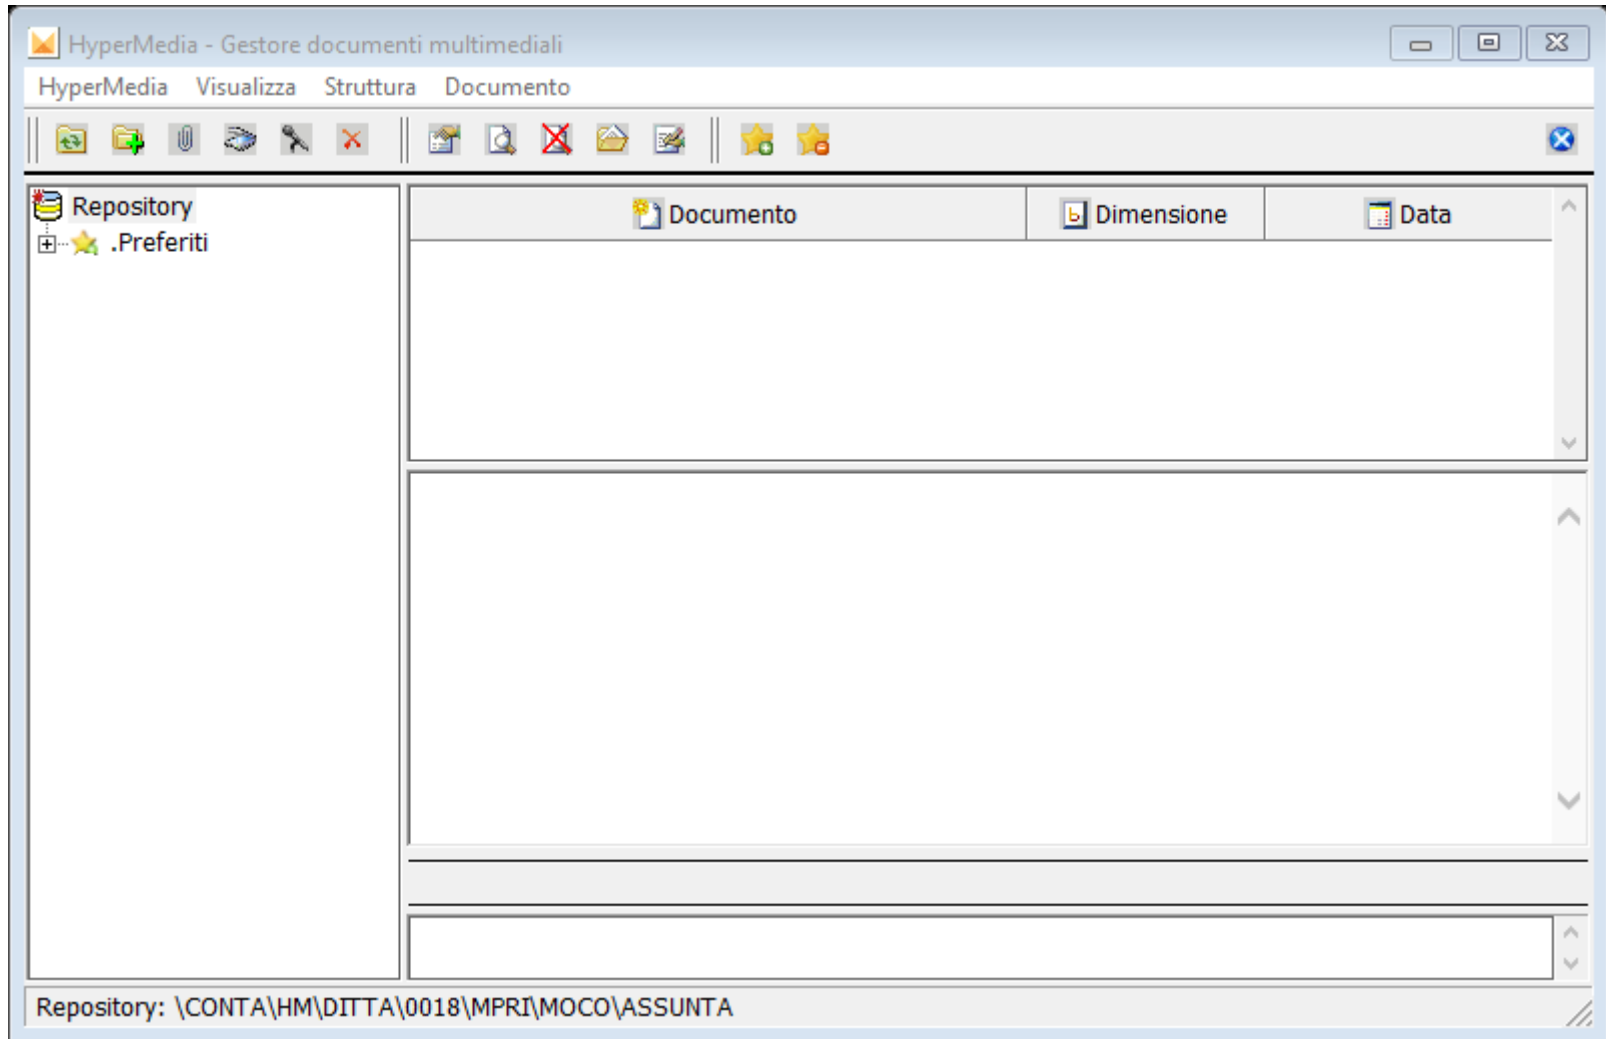 HyperMedia - Gestore documenti multimediali
HyperMedia Visualizza Struttura Documento
Repository
.Preferiti
Documento Dimensione Data
Repository: \CONTA\HM\DITTA\0018\MPRI\MOCO\ASSUNTA